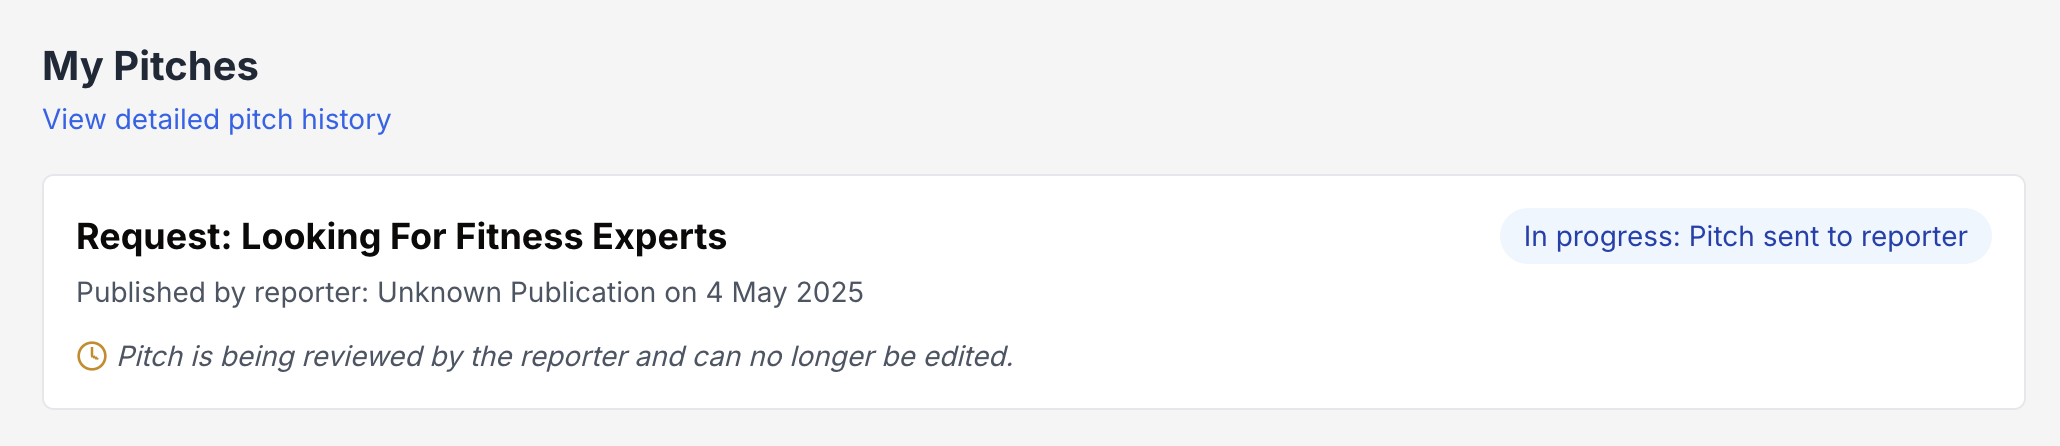 My Pitches
View detailed pitch history
Request: Looking For Fitness Experts
In progress: Pitch sent to reporter
Published by reporter: Unknown Publication on 4 May 2025
Pitch is being reviewed by the reporter and can no longer be edited.